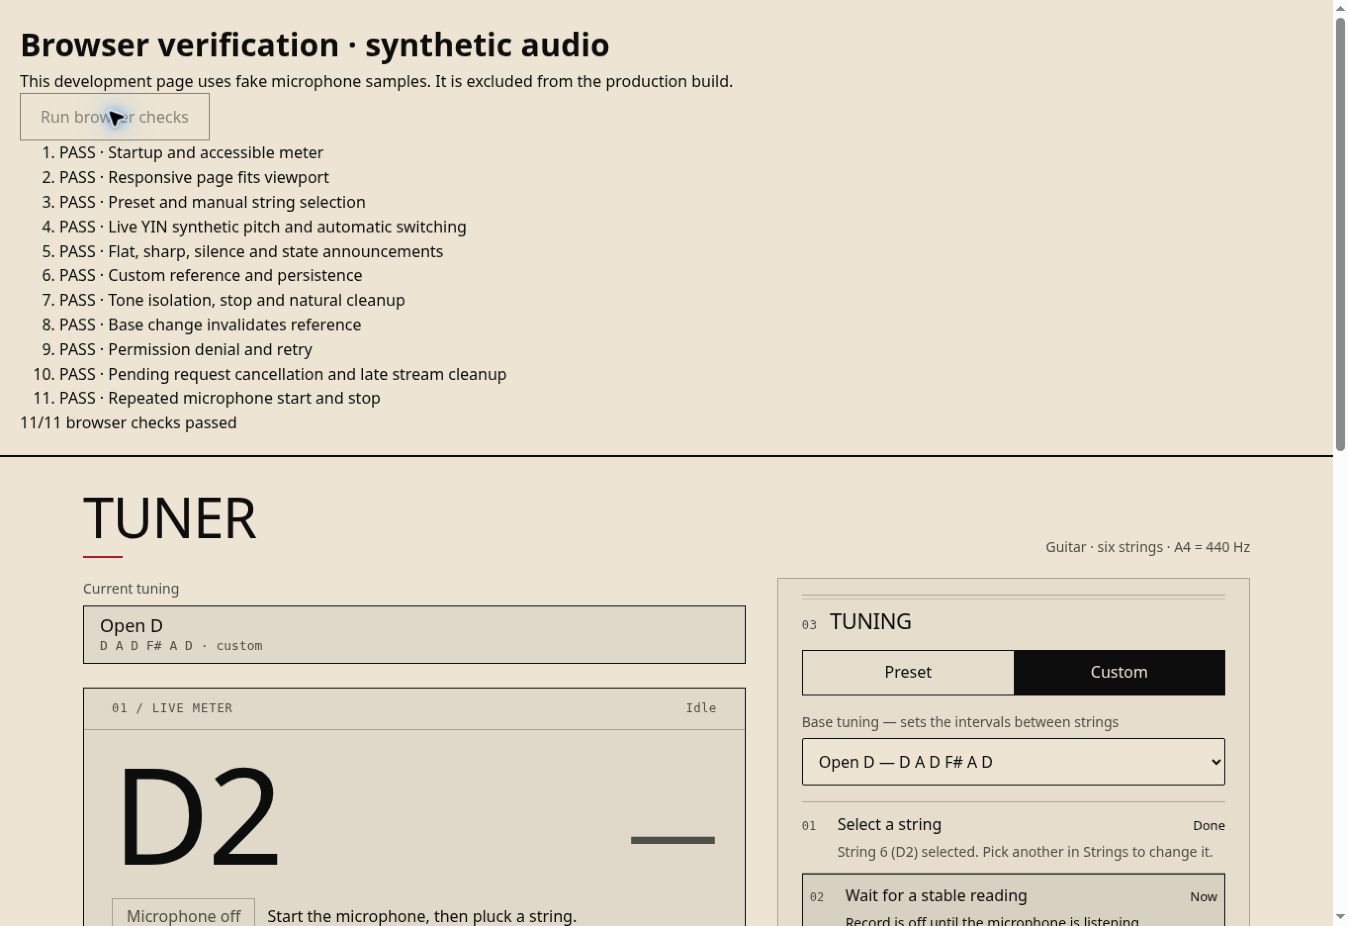 Browser verification · synthetic audio
This development page uses fake microphone samples. It is excluded from the production build.
Run browser checks
1. PASS · Startup and accessible meter
2. PASS · Responsive page fits viewport
3. PASS · Preset and manual string selection
4. PASS · Live YIN synthetic pitch and automatic switching
5. PASS · Flat, sharp, silence and state announcements
6. PASS · Custom reference and persistence
7. PASS · Tone isolation, stop and natural cleanup
8. PASS · Base change invalidates reference
9. PASS · Permission denial and retry
10. PASS · Pending request cancellation and late stream cleanup
11. PASS · Repeated microphone start and stop
11/11 browser checks passed
TUNER
Guitar · six strings · A4 = 440 Hz
Current tuning
Open D
D A D F# A D · custom
01 / LIVE METER
Idle
D2
—
Microphone off
Start the microphone, then pluck a string.
03 TUNING
Preset
Custom
Base tuning — sets the intervals between strings
Open D — D A D F# A D
01 Select a string
Done
String 6 (D2) selected. Pick another in Strings to change it.
02 Wait for a stable reading
Now
Record is off until the microphone is listening